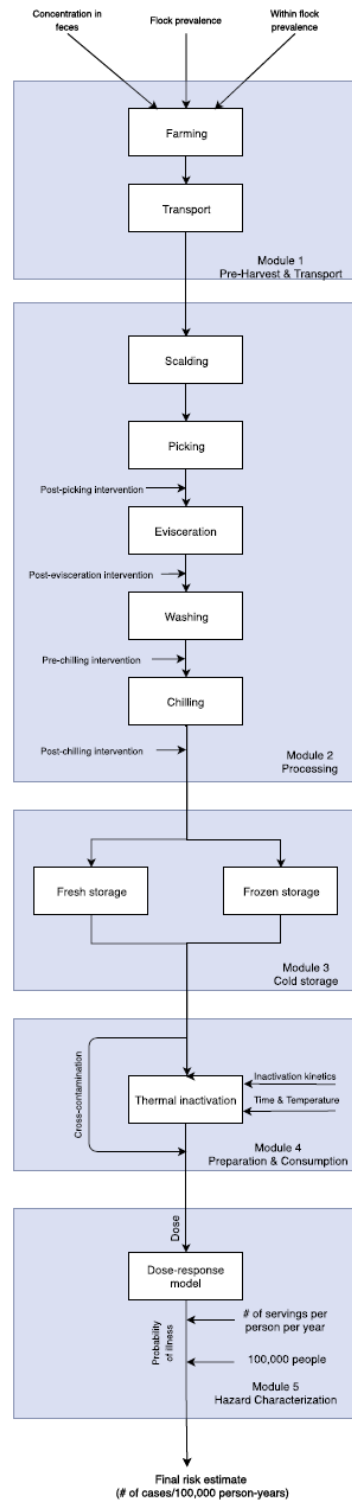 Concentration in
feces
Flock prevalence
Within flock
prevalence
Farming
Transport
Module 1
Pre-Harvest & Transport
Scalding
Picking
Post-picking intervention
Evisceration
Post-evisceration intervention
Washing
Pre-chilling intervention
Chilling
Post-chilling intervention
Module 2
Processing
Fresh storage
Frozen storage
Module 3
Cold storage
Cross-contamination
Inactivation kinetics
Thermal inactivation
Time & Temperature
Module 4
Preparation & Consumption
Dose
Dose-response
model
Probability
of illness
# of servings per
person per year
100,000 people
Module 5
Hazard Characterization
Final risk estimate
(# of cases/100,000 person-years)